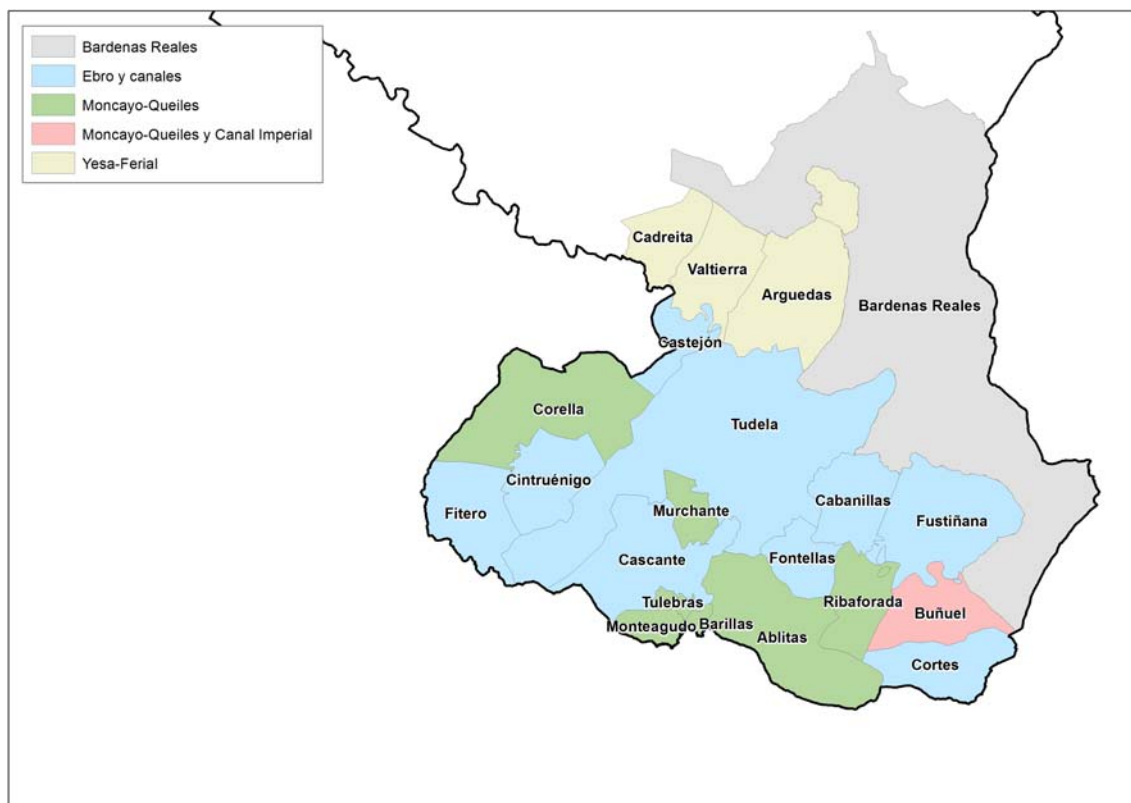 Bardenas Reales
Ebro y canales
Moncayo-Queiles
Moncayo-Queiles y Canal Imperial
Yesa-Ferial
Cadreita
Valtierra
Arguedas
Bardenas Reales
Castejón
Corella
Tudela
Cintruénigo
Cabanillas
Fitero
Murchante
Fustiñana
Cascante
Fontellas
Tulebras
Ribaforada
Buñuel
Monteagudo
Barillas
Ablitas
Cortes